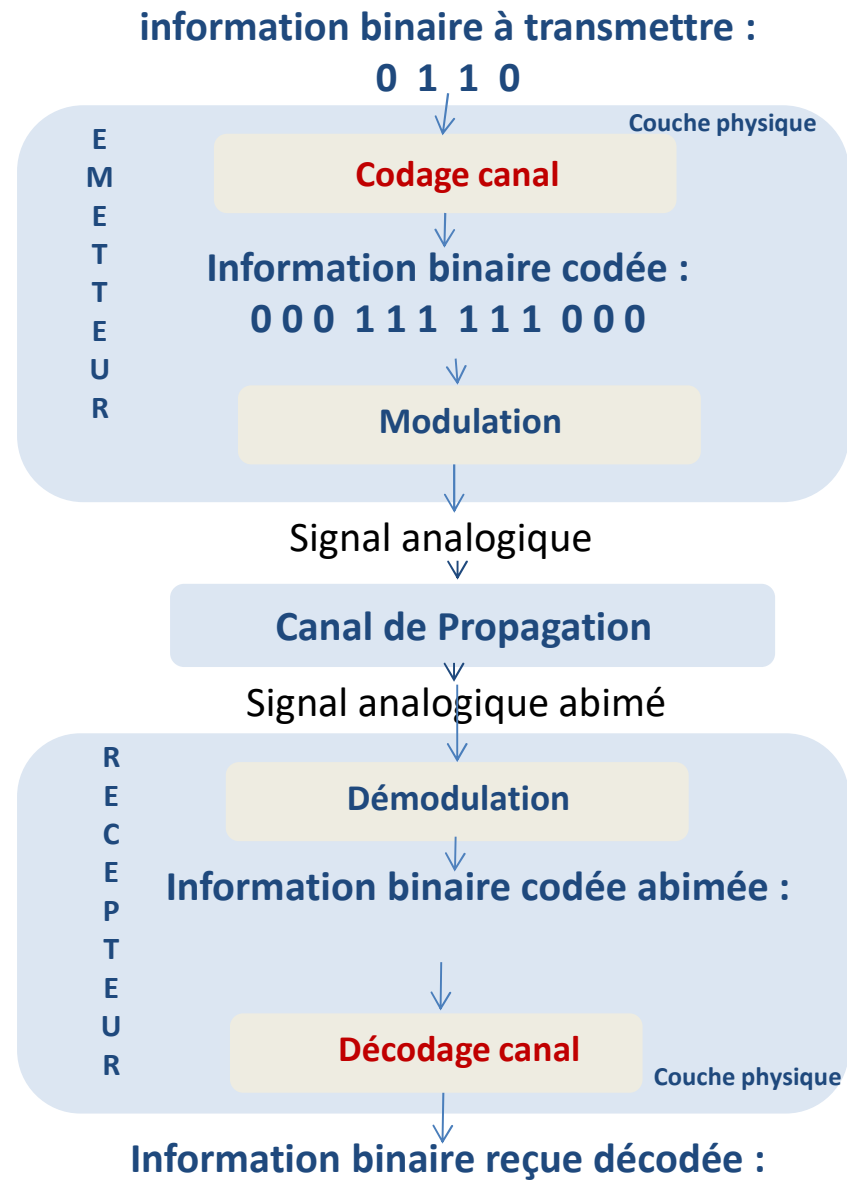 information binaire à transmettre :
0 1 1 0
Couche physique
EMETTEUR
Codage canal
Information binaire codée :
0 0 0 1 1 1 1 1 1 0 0 0
Modulation
Signal analogique
Canal de Propagation
Signal analogique abimé
RECEPTEUR
Démodulation
Information binaire codée abimée :
Décodage canal
Couche physique
Information binaire reçue décodée :